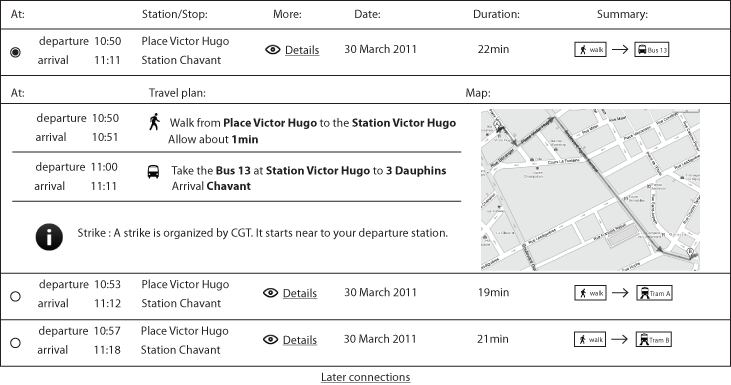 At: Station/Stop: More: Date: Duration: Summary:
departure 10:50 Place Victor Hugo Details 30 March 2011 22min walk Bus 13
arrival 11:11 Station Chavant
At: Travel plan: Map:
departure 10:50 Walk from Place Victor Hugo to the Station Victor Hugo
arrival 10:51 Allow about 1min
departure 11:00 Take the Bus 13 at Station Victor Hugo to 3 Dauphins
arrival 11:11 Arrival Chavant
Strike : A strike is organized by CGT. It starts near to your departure station.
Cours La Fontaine
departure 10:53 Place Victor Hugo Details 30 March 2011 19min walk Tram A
arrival 11:12 Station Chavant
departure 10:57 Place Victor Hugo Details 30 March 2011 21min walk Tram B
arrival 11:18 Station Chavant
Later connections